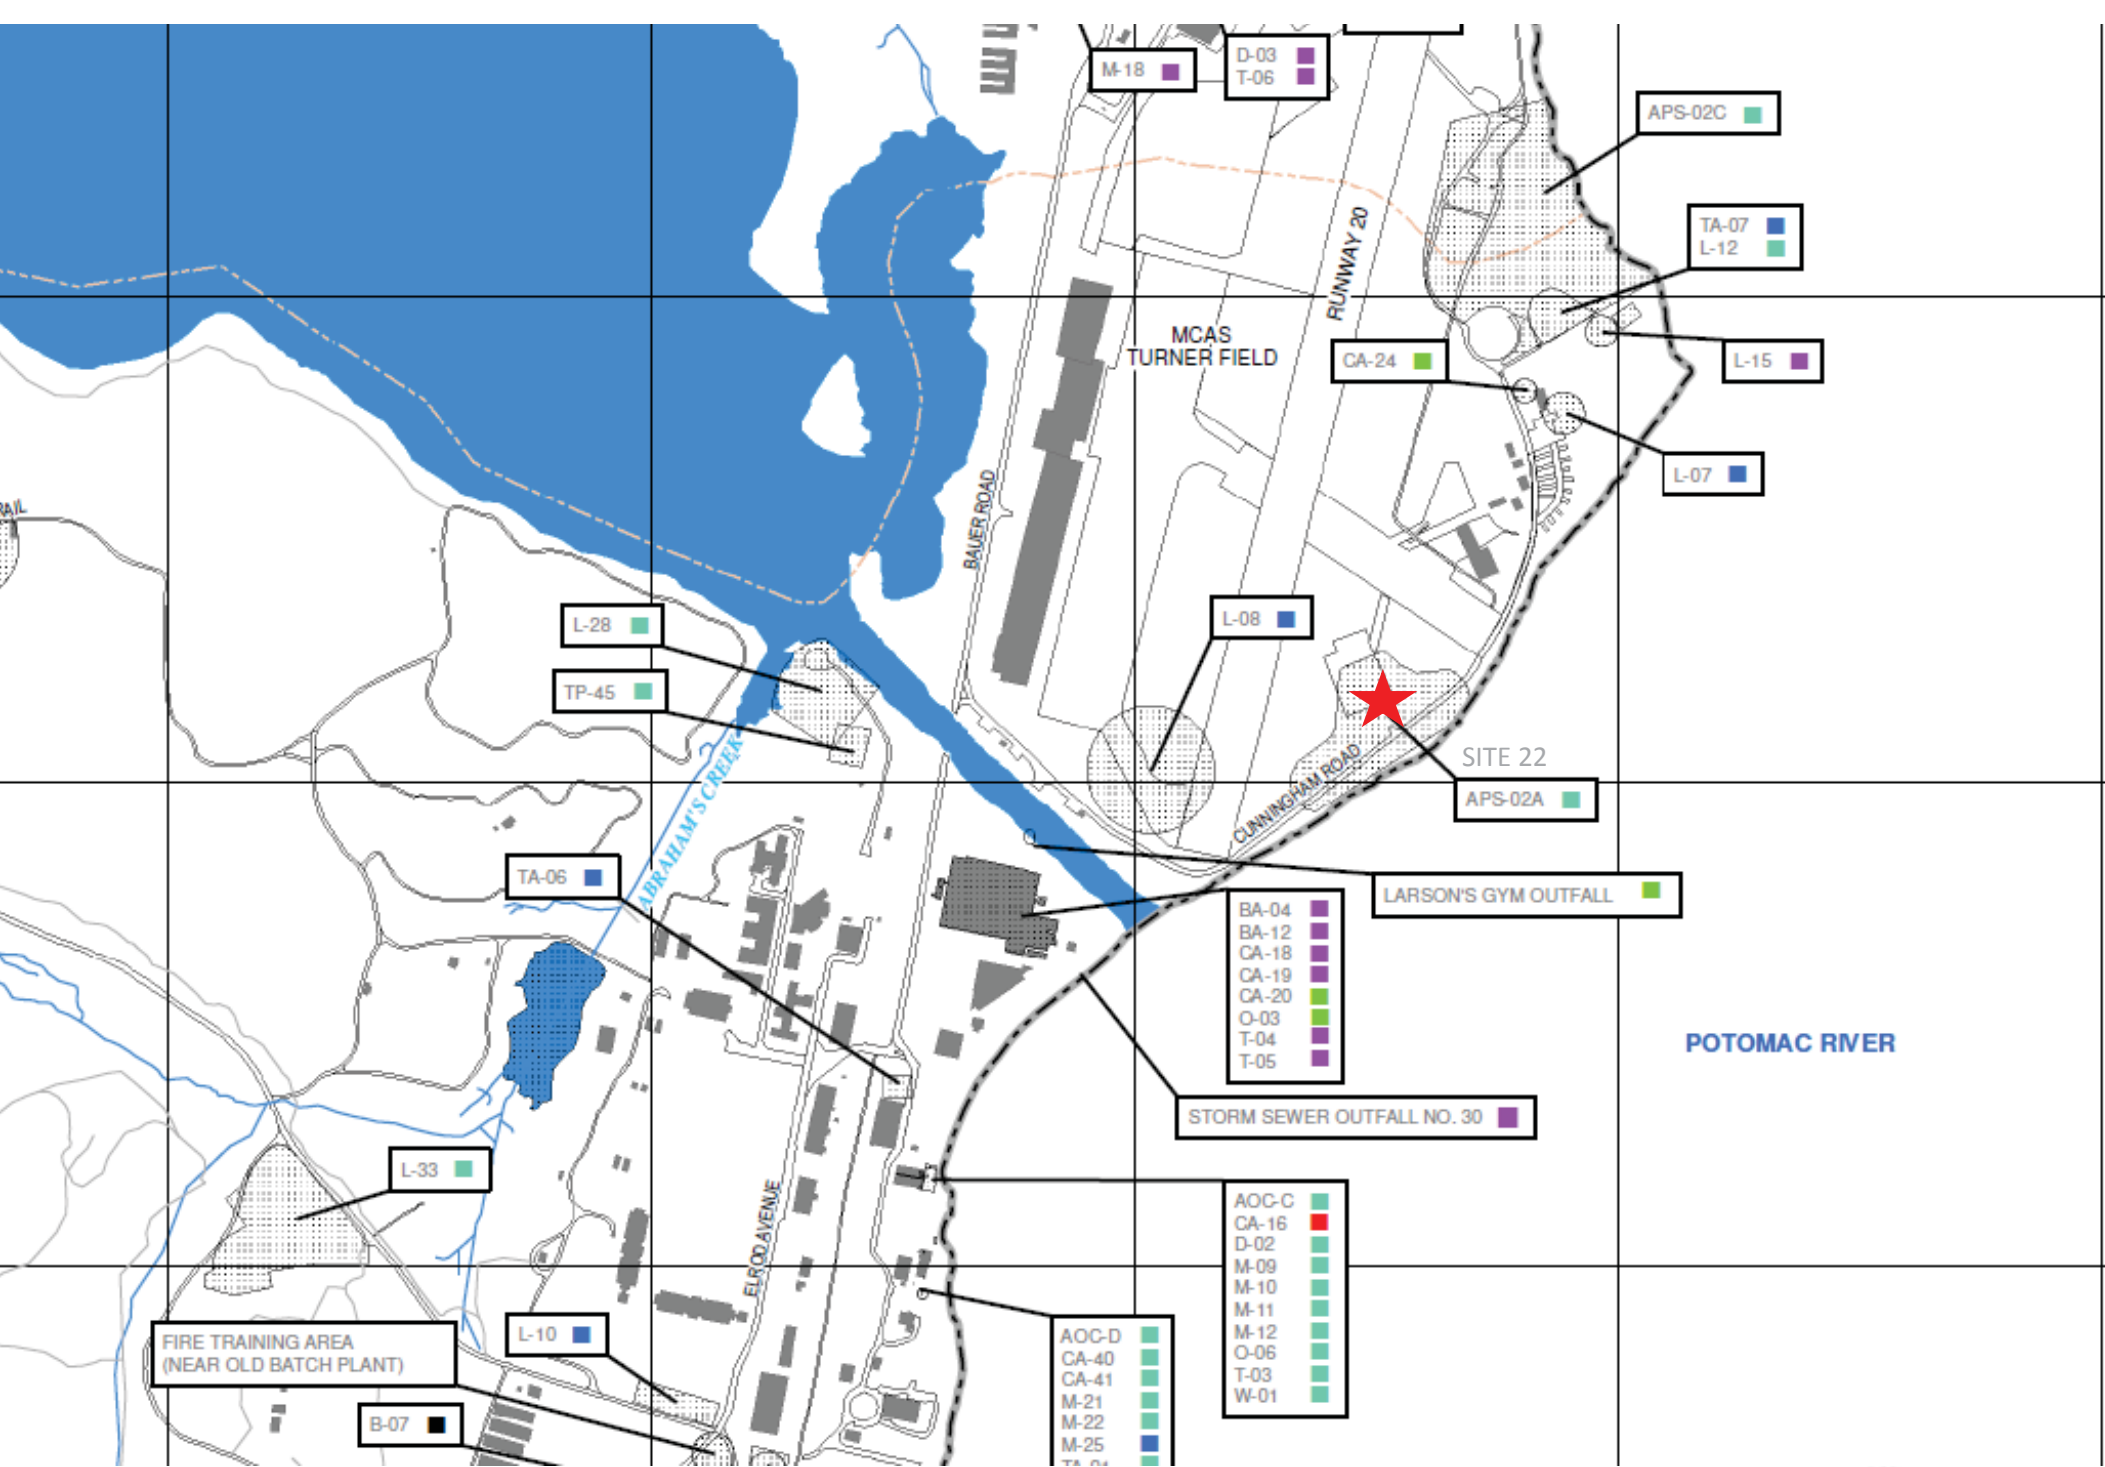 M-18
D-03
T-06
APS-02C
TA-07
L-12
RUNWAY 20
MCAS
TURNER FIELD
CA-24
L-15
L-07
BAUER ROAD
L-28
L-08
TP-45
SITE 22
APS-02A
CUNNINGHAM ROAD
ABRAHAM'S CREEK
TA-06
LARSON'S GYM OUTFALL
BA-04
BA-12
CA-18
CA-19
CA-20
O-03
T-04
T-05
POTOMAC RIVER
STORM SEWER OUTFALL NO. 30
L-33
AOC-C
CA-16
D-02
M-09
M-10
M-11
M-12
O-06
T-03
W-01
ELROD AVENUE
L-10
FIRE TRAINING AREA
(NEAR OLD BATCH PLANT)
AOC-D
CA-40
CA-41
M-21
M-22
M-25
B-07